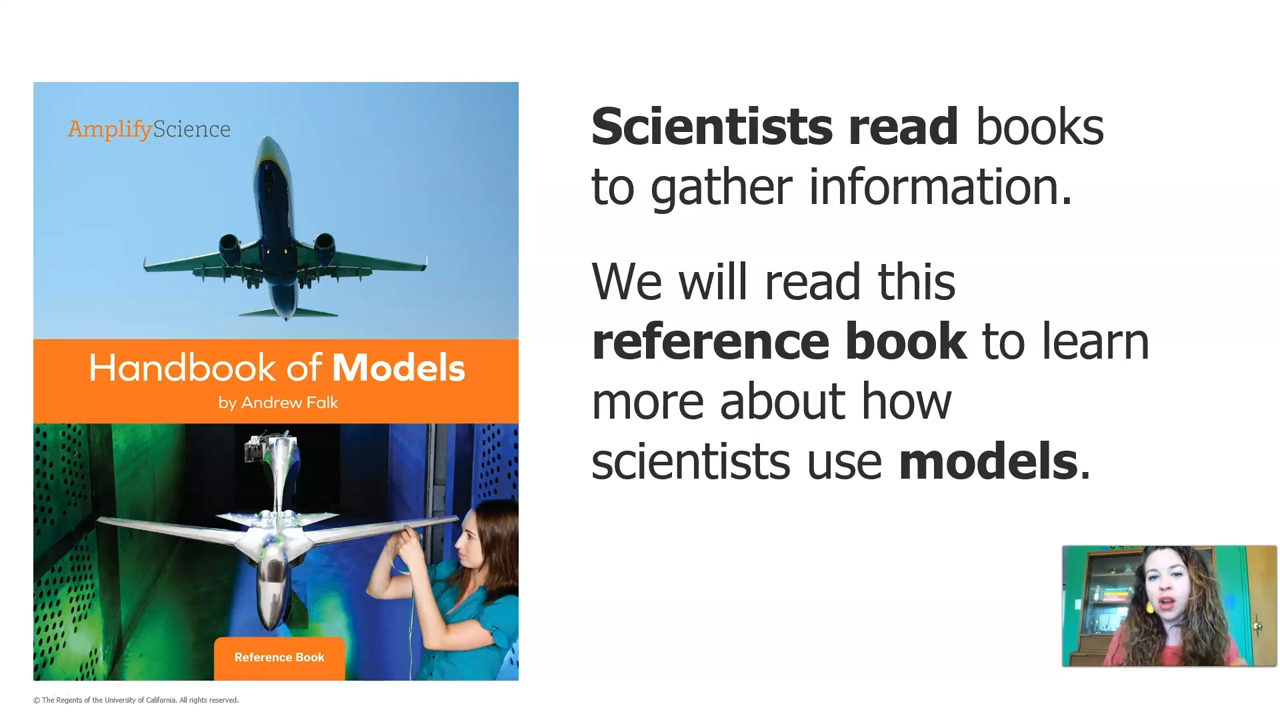 AmplifyScience
Handbook of Models
by Andrew Falk
Reference Book
Scientists read books
to gather information.
We will read this
reference book to learn
more about how
scientists use models.
© The Regents of the University of California. All rights reserved.